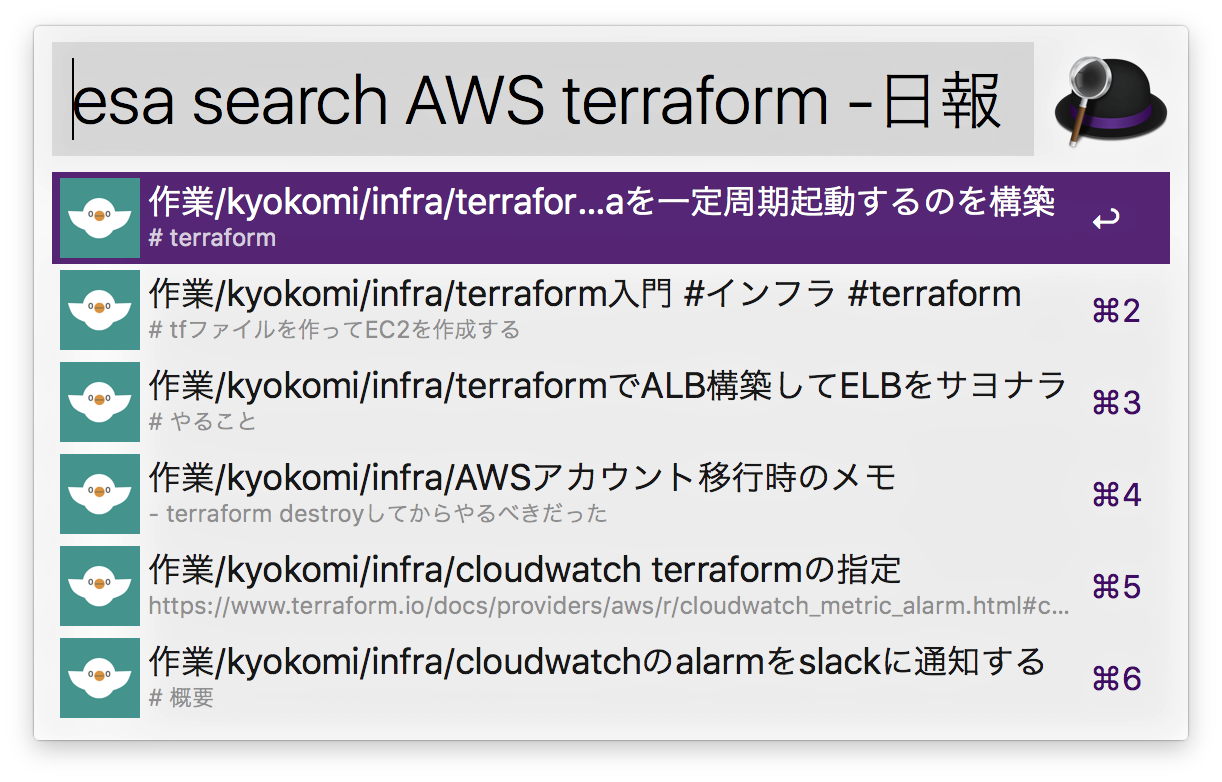 esa search AWS terraform -日報
作業/kyokomi/infra/terrafor…aを一定周期起動するのを構築
# terraform
作業/kyokomi/infra/terraform入門 #インフラ #terraform
⌘2
# tfファイルを作ってEC2を作成する
作業/kyokomi/infra/terraformでALB構築してELBをサヨナラ
⌘3
# やること
作業/kyokomi/infra/AWSアカウント移行時のメモ
⌘4
- terraform destroyしてからやるべきだった
作業/kyokomi/infra/cloudwatch terraformの指定
⌘5
https://www.terraform.io/docs/providers/aws/r/cloudwatch_metric_alarm.html#c…
作業/kyokomi/infra/cloudwatchのalarmをslackに通知する
⌘6
# 概要